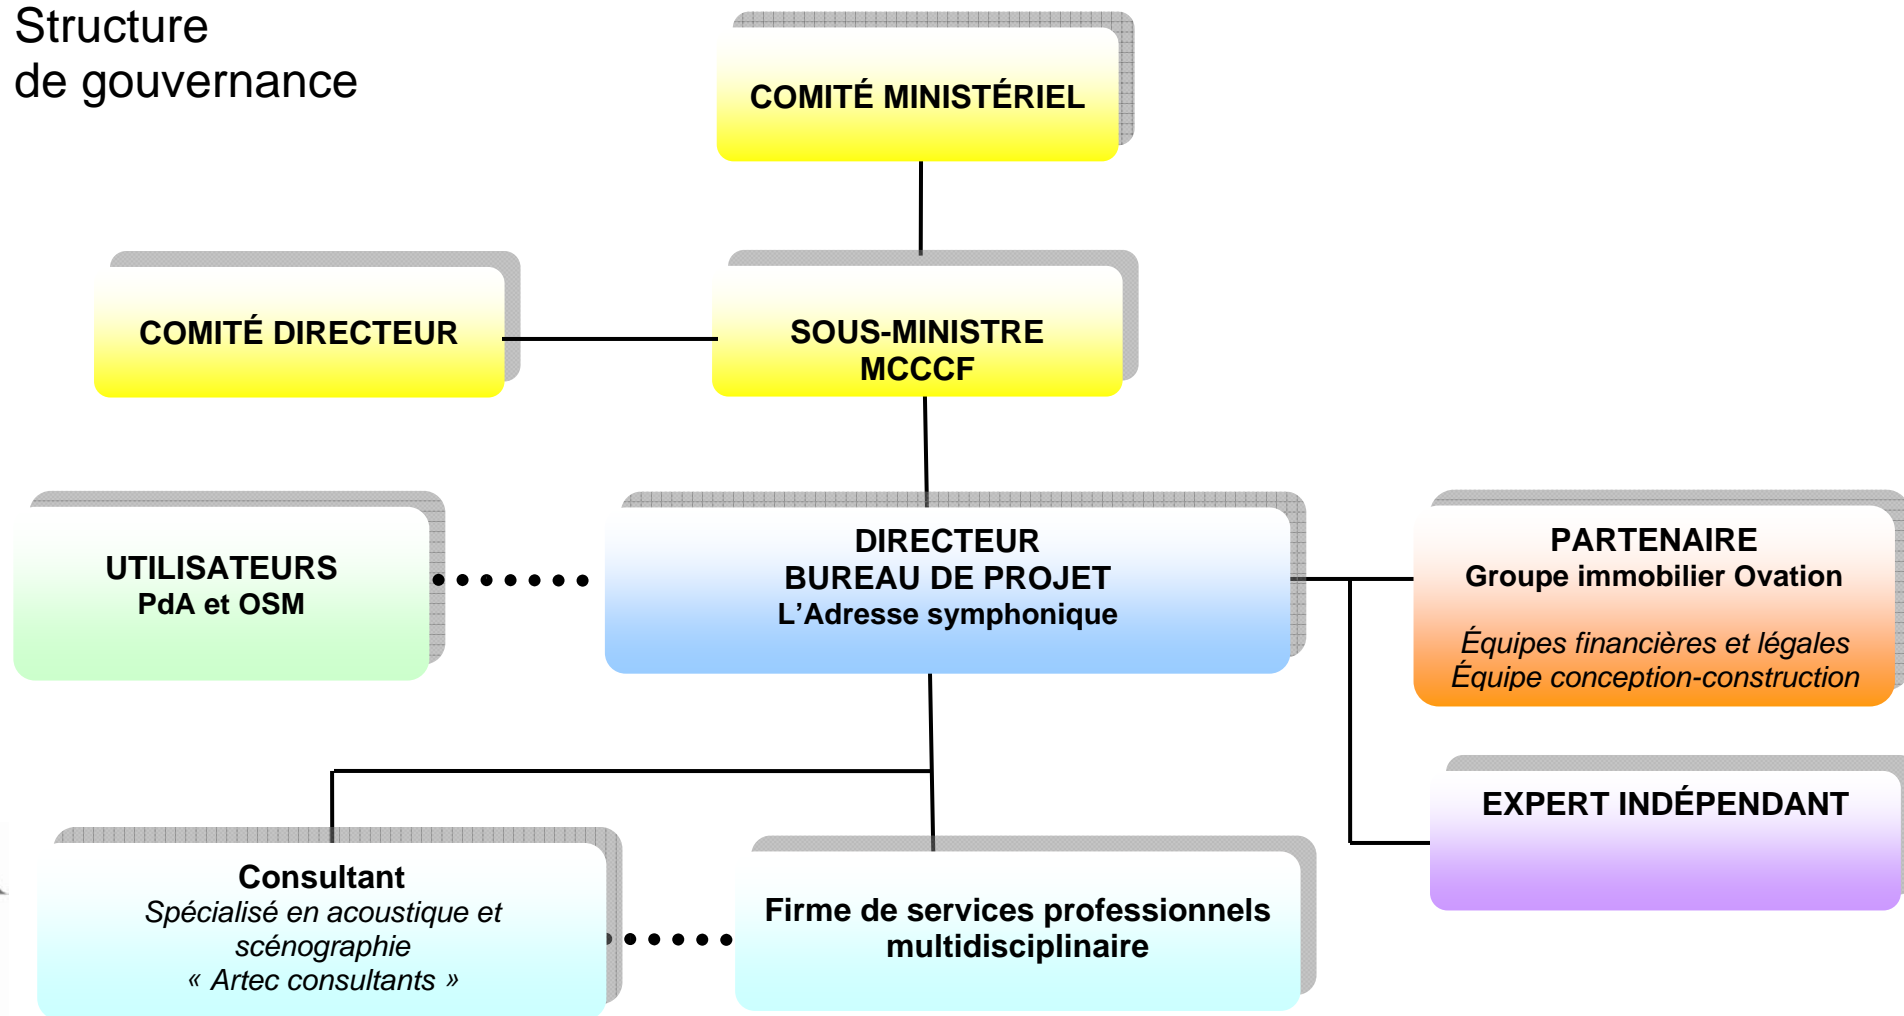 Structure
de gouvernance
COMITÉ MINISTÉRIEL
COMITÉ DIRECTEUR
SOUS-MINISTRE
MCCCF
UTILISATEURS
PdA et OSM
DIRECTEUR
BUREAU DE PROJET
L’Adresse symphonique
PARTENAIRE
Groupe immobilier Ovation
Équipes financières et légales
Équipe conception-construction
EXPERT INDÉPENDANT
Consultant
Spécialisé en acoustique et
scénographie
« Artec consultants »
Firme de services professionnels
multidisciplinaire